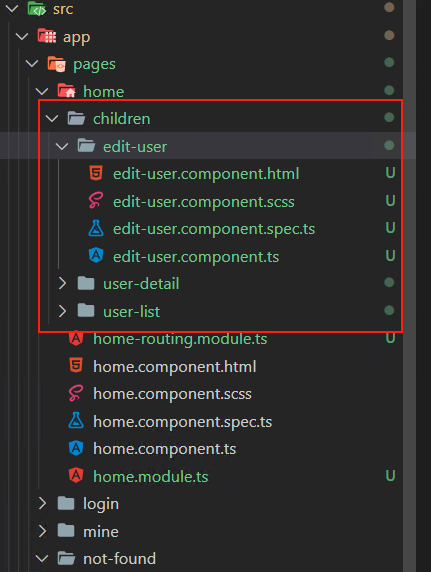 src
app
pages
home
children
edit-user
edit-user.component.html U
edit-user.component.scss U
edit-user.component.spec.ts U
edit-user.component.ts U
user-detail
user-list
home-routing.module.ts U
home.component.html
home.component.scss
home.component.spec.ts
home.component.ts
home.module.ts U
login
mine
not-found